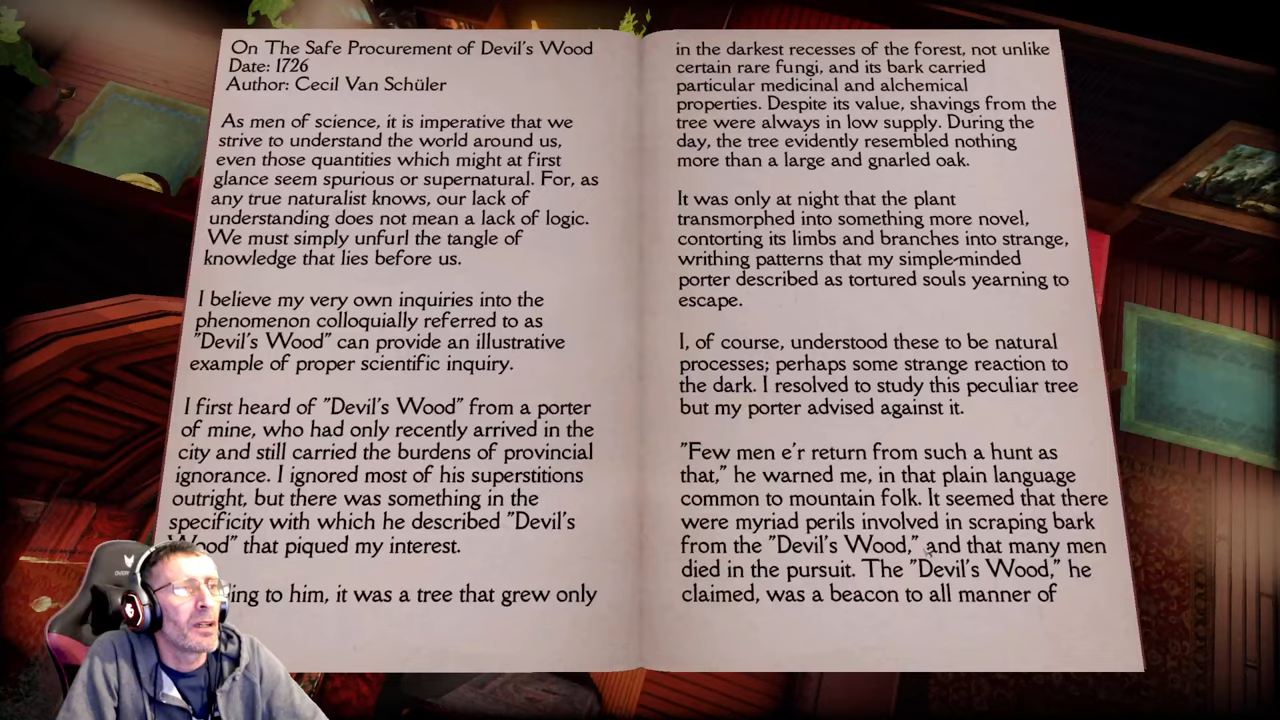 On The Safe Procurement of Devil's Wood
Date: 1726
Author: Cecil Van Schüler
As men of science, it is imperative that we
strive to understand the world around us,
even those quantities which might at first
glance seem spurious or supernatural. For, as
any true naturalist knows, our lack of
understanding does not mean a lack of logic.
We must simply unfurl the tangle of
knowledge that lies before us.
I believe my very own inquiries into the
phenomenon colloquially referred to as
"Devil's Wood" can provide an illustrative
example of proper scientific inquiry.
I first heard of "Devil's Wood" from a porter
of mine, who had only recently arrived in the
city and still carried the burdens of provincial
ignorance. I ignored most of his superstitions
outright, but there was something in the
specificity with which he described "Devil's
Wood" that piqued my interest.
to him, it was a tree that grew only
in the darkest recesses of the forest, not unlike
certain rare fungi, and its bark carried
particular medicinal and alchemical
properties. Despite its value, shavings from the
tree were always in low supply. During the
day, the tree evidently resembled nothing
more than a large and gnarled oak.
It was only at night that the plant
transmorphed into something more novel,
contorting its limbs and branches into strange,
writhing patterns that my simple-minded
porter described as tortured souls yearning to
escape.
I, of course, understood these to be natural
processes; perhaps some strange reaction to
the dark. I resolved to study this peculiar tree
but my porter advised against it.
"Few men e'r return from such a hunt as
that," he warned me, in that plain language
common to mountain folk. It seemed that there
were myriad perils involved in scraping bark
from the "Devil's Wood," and that many men
died in the pursuit. The "Devil's Wood," he
claimed, was a beacon to all manner of